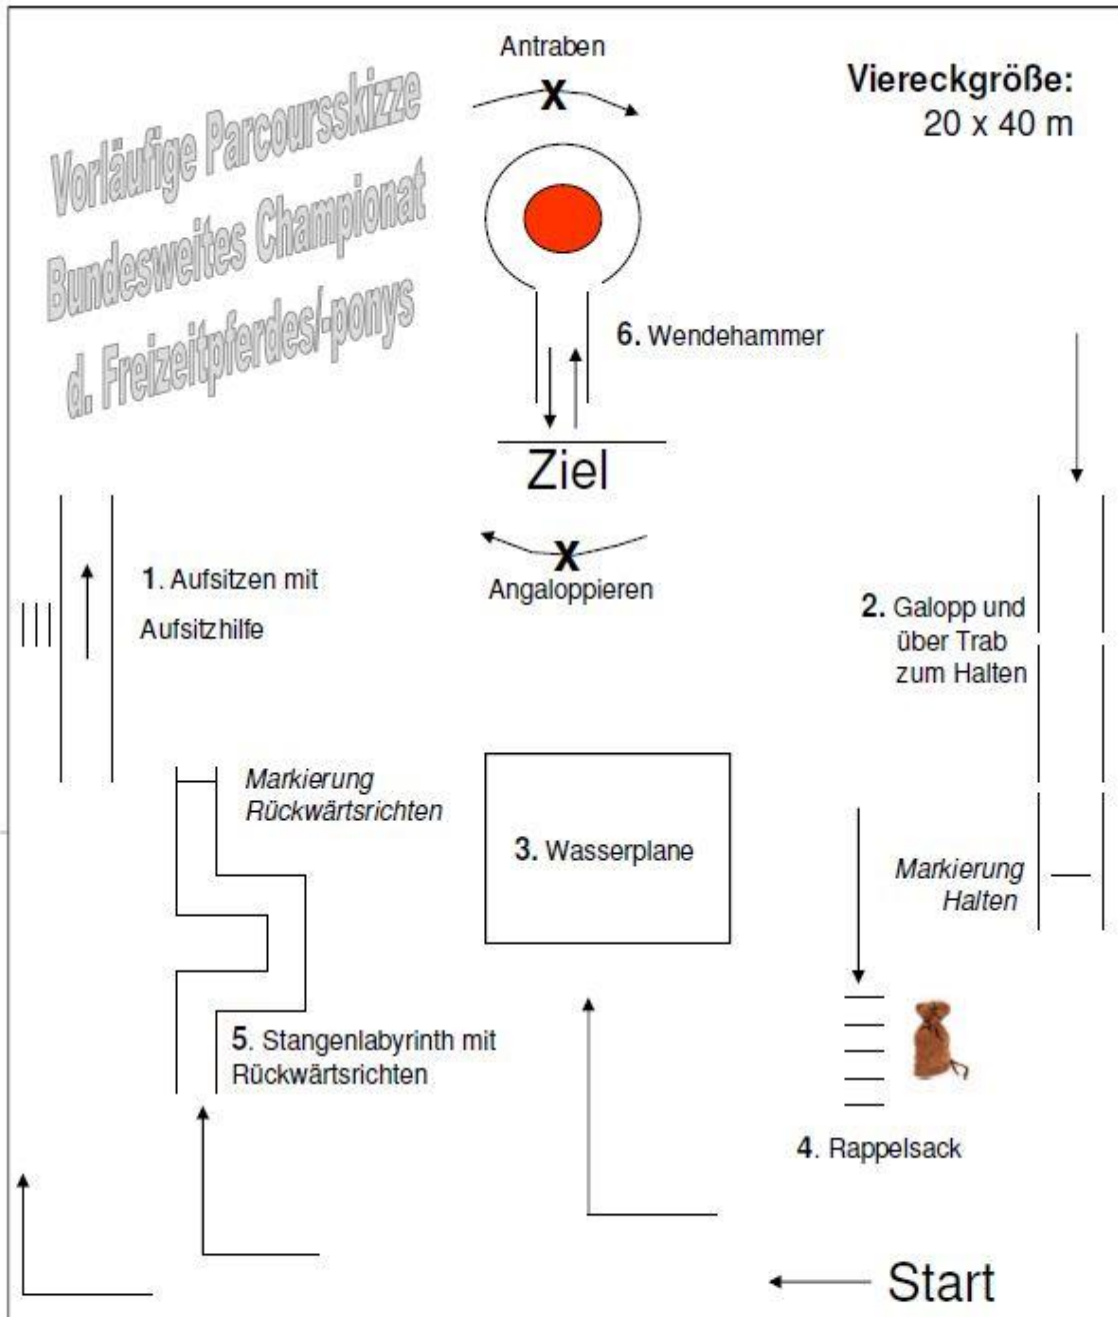 Antraben
X
Viereckgröße:
20 x 40 m
Vorläufige Parcoursskizze
Bundesweites Championat
d. Freizeitpferdes/-ponys
6. Wendehammer
Ziel
X
Angaloppieren
1. Aufsitzen mit
Aufsitzhilfe
2. Galopp und
über Trab
zum Halten
Markierung
Rückwärtsrichten
3. Wasserplane
Markierung
Halten
5. Stangenlabyrinth mit
Rückwärtsrichten
4. Rappelsack
Start